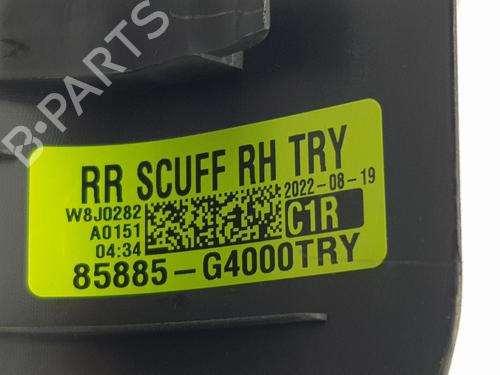 RR SCUFF RH TRY
W8J0282
2022-08-19
A0151
C1R
04:34
85885-G4000TRY
B-PARTS